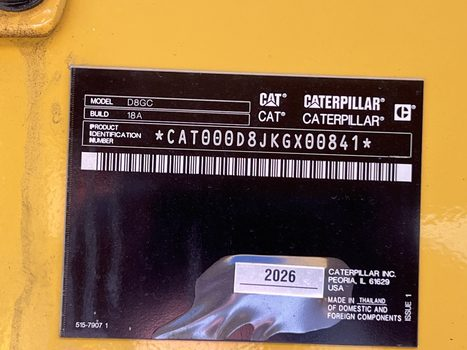 MODEL D8GC
BUILD 18A
CAT CATERPILLAR
CAT® CATERPILLAR®
PRODUCT IDENTIFICATION NUMBER
*CAT000D8JKGX00841*
2026
CATERPILLAR INC.
PEORIA, IL 61629
USA
MADE IN THAILAND
OF DOMESTIC AND
FOREIGN COMPONENTS
ISSUE 1
515-7907 1